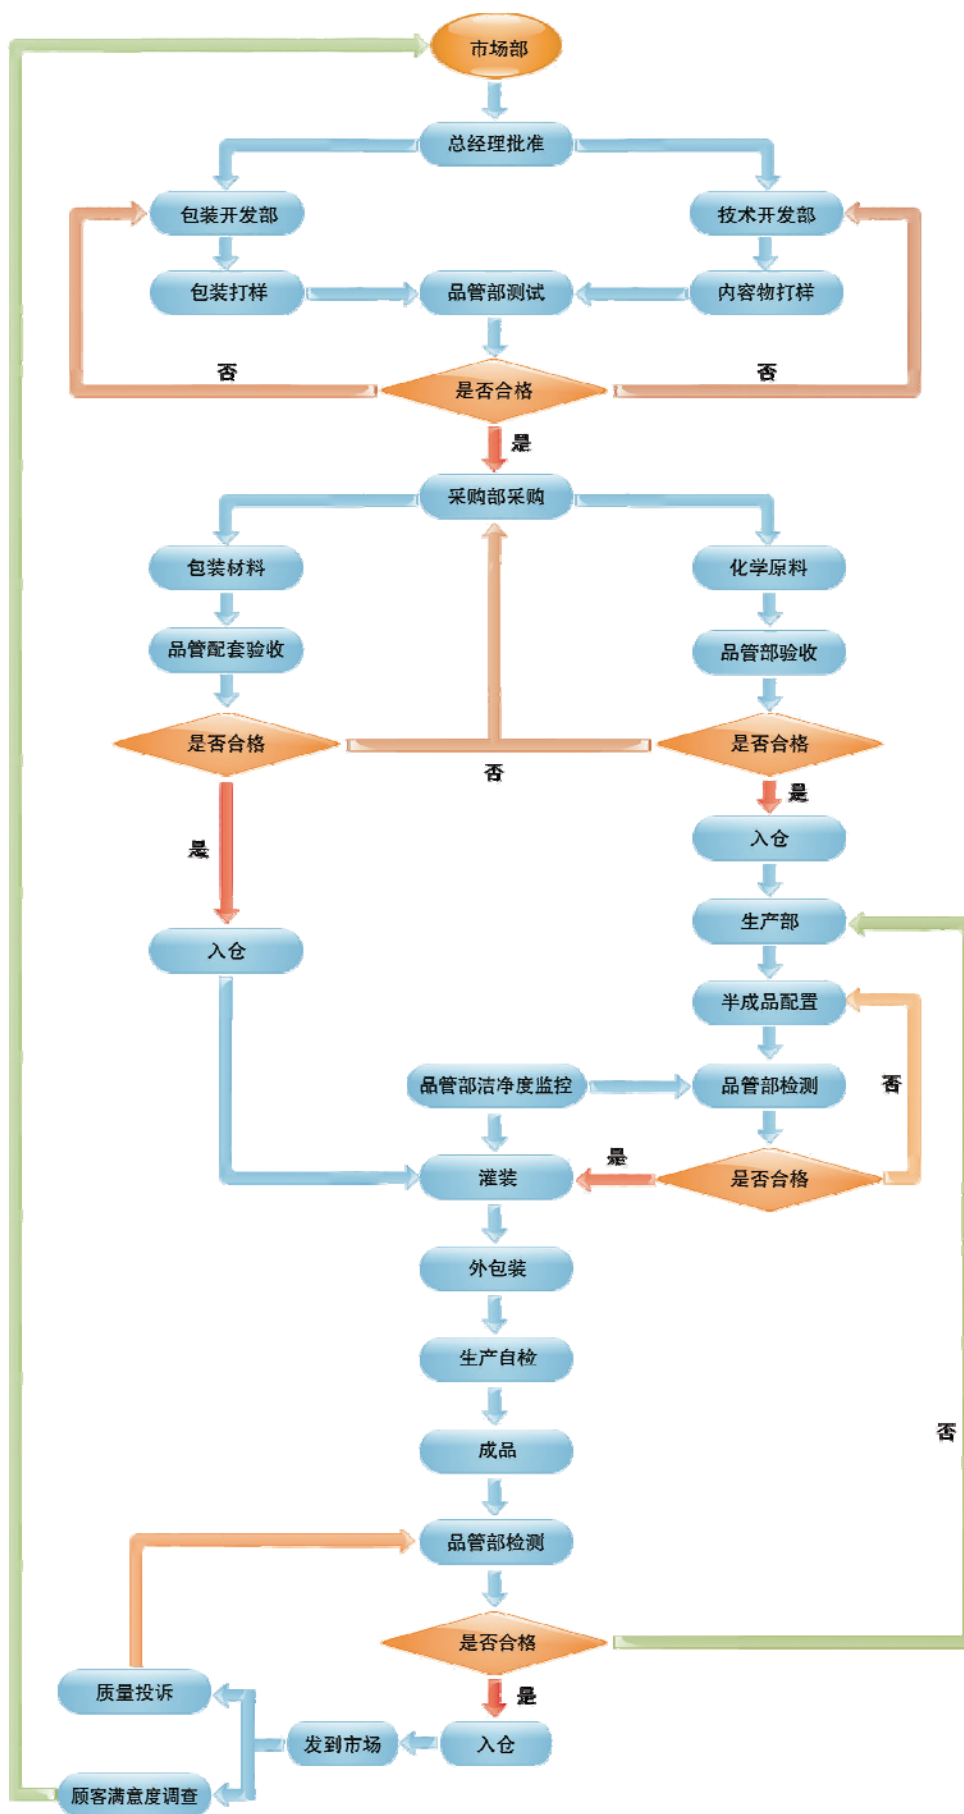 市场部
总经理批准
包装开发部
技术开发部
包装打样
品管部测试
内容物打样
否
是否合格
否
是
采购部采购
包装材料
化学原料
品管配套验收
品管部验收
是否合格
否
是否合格
是
是
入仓
生产部
入仓
半成品配置
品管部洁净度监控
品管部检测
否
是
灌装
是否合格
外包装
生产自检
否
成品
品管部检测
是否合格
质量投诉
是
发到市场
入仓
顾客满意度调查